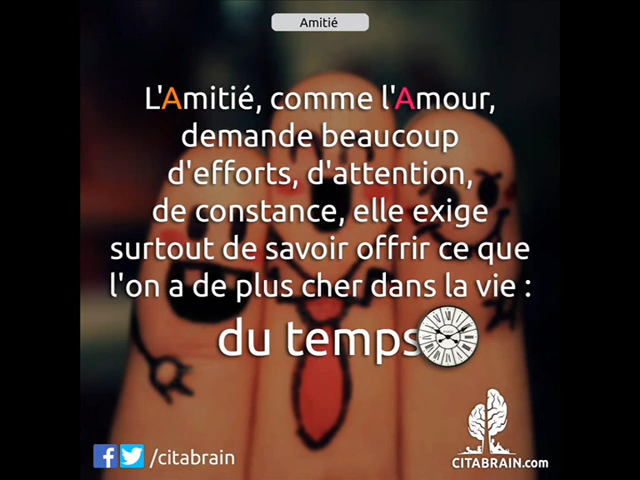 Amitié
L'Amitié, comme l'Amour,
demande beaucoup
d'efforts, d'attention,
de constance, elle exige
surtout de savoir offrir ce que
l'on a de plus cher dans la vie :
du temps
/citabrain
CITABRAIN.com